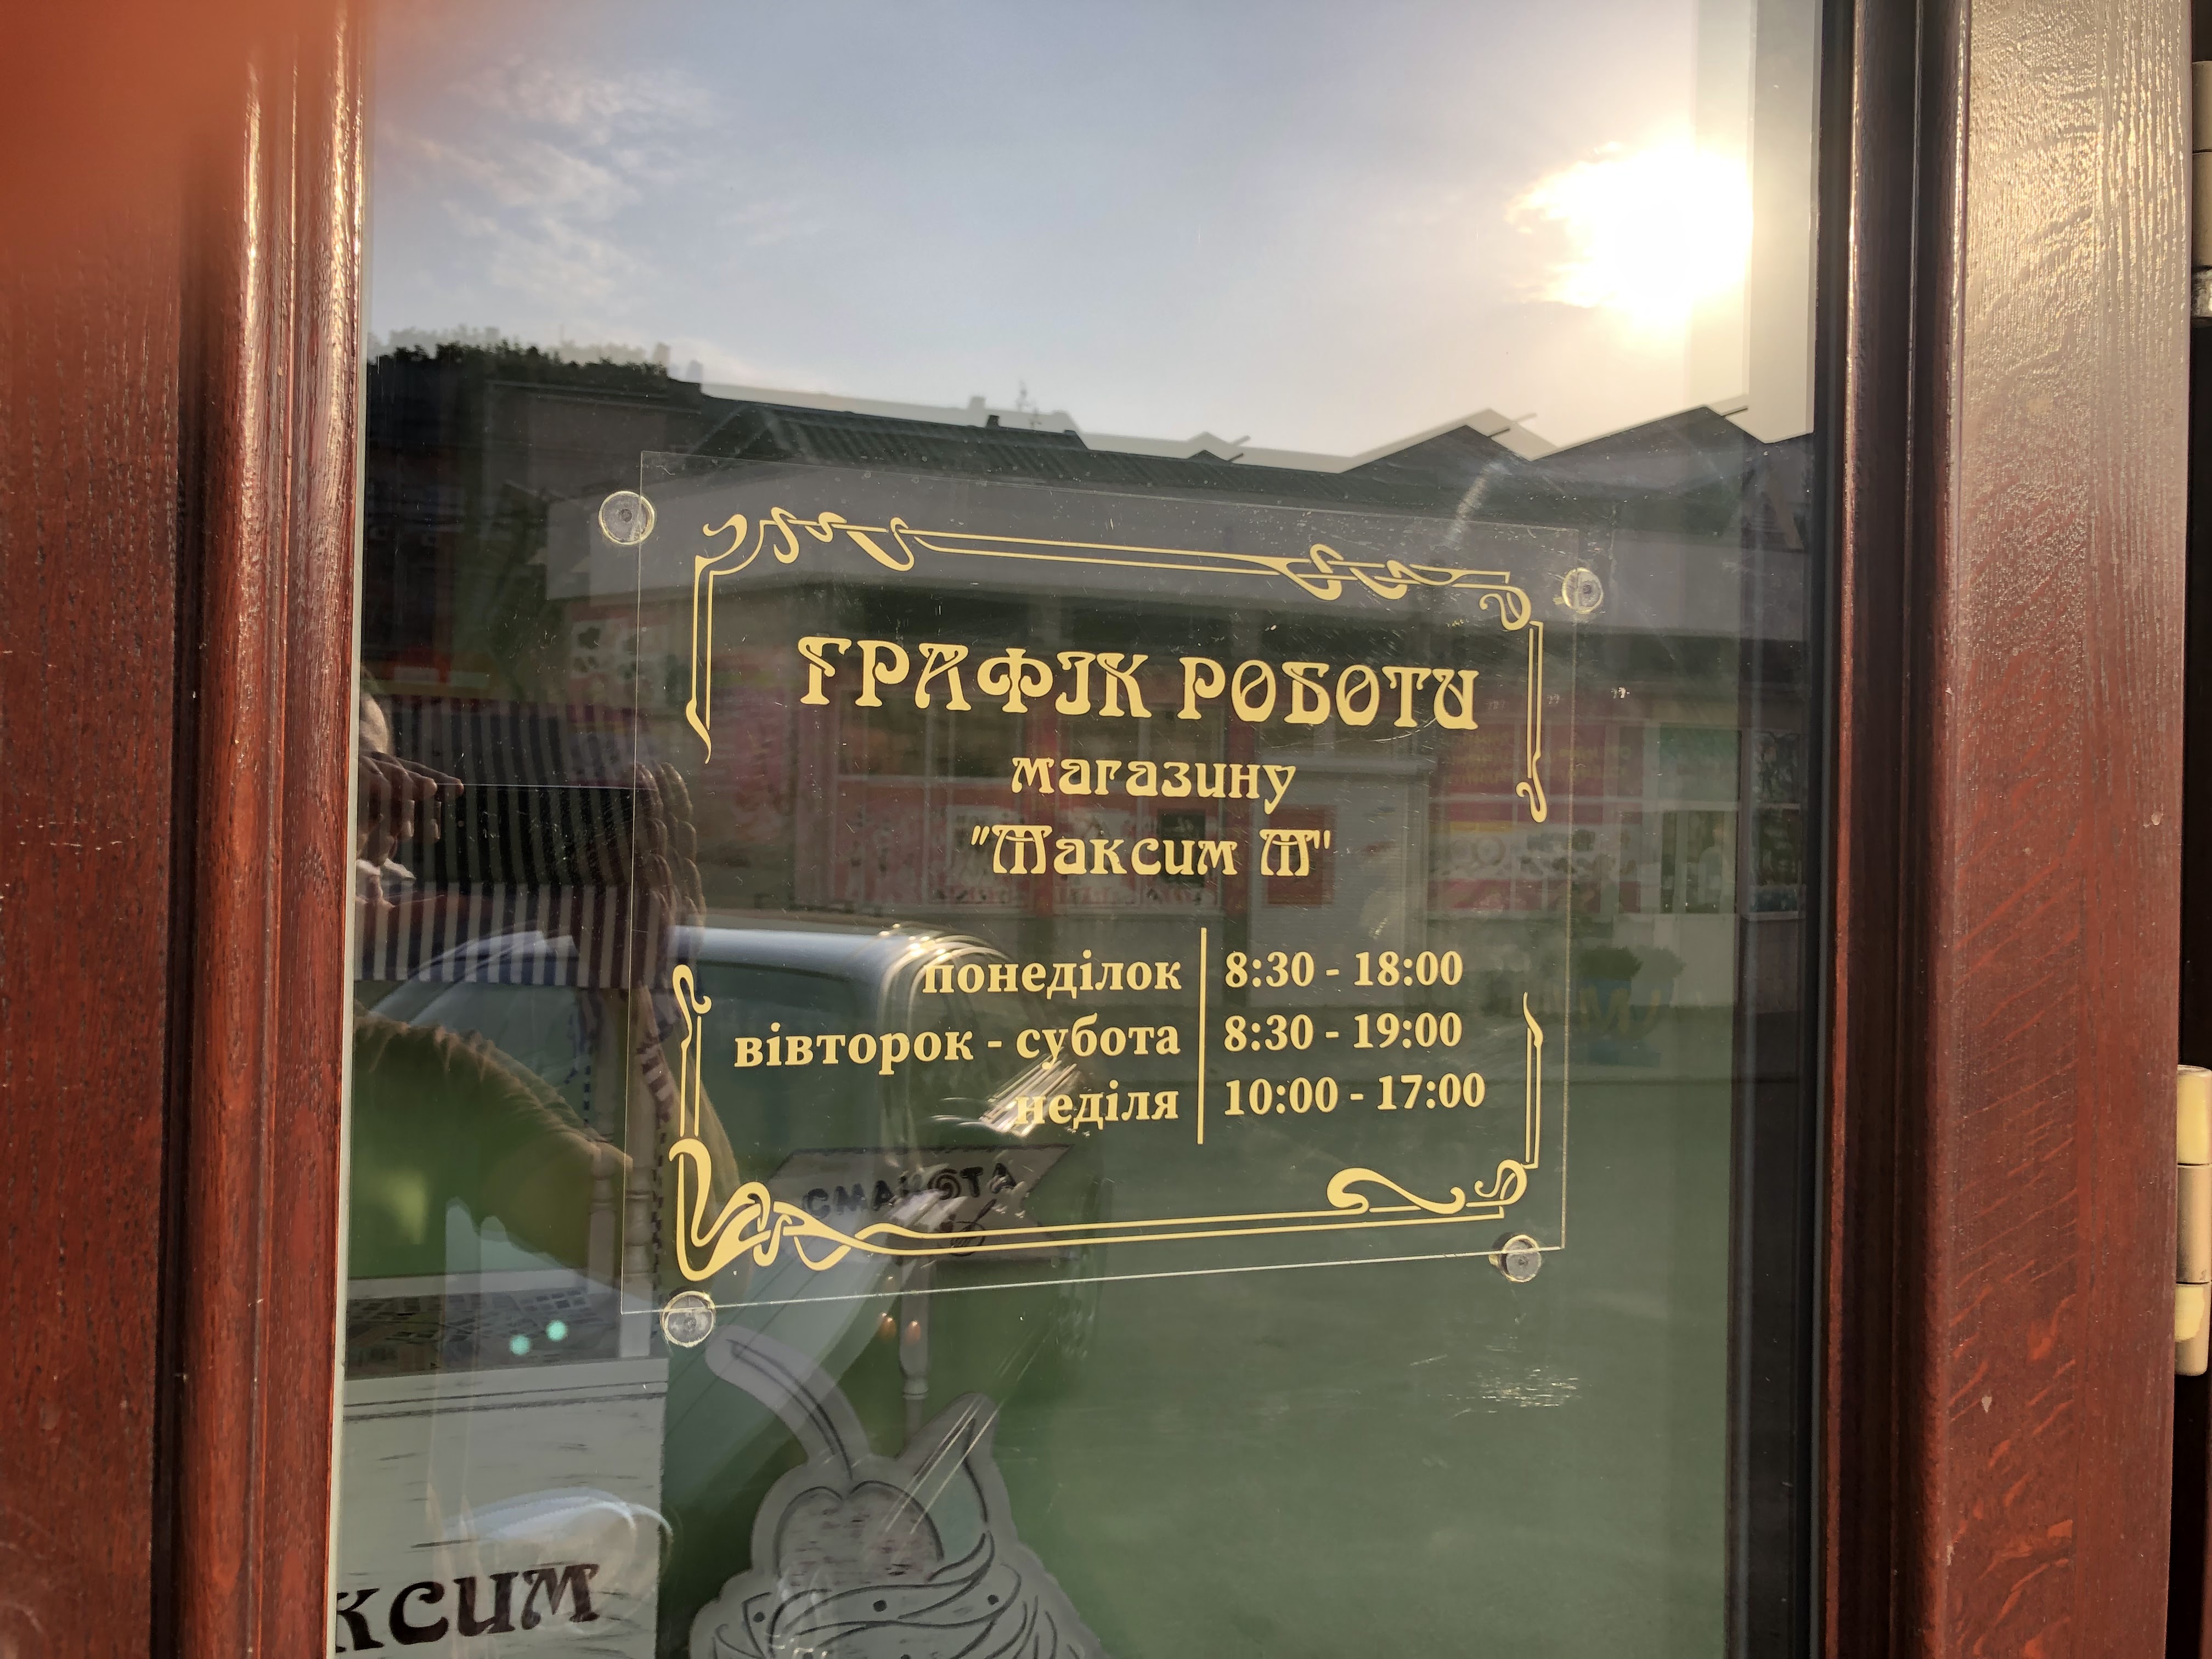 ГРАФІК РОБОТИ
магазину
"Максим М"
понеділок 8:30 - 18:00
вівторок - субота 8:30 - 19:00
неділя 10:00 - 17:00
СМАКОТА
ксим